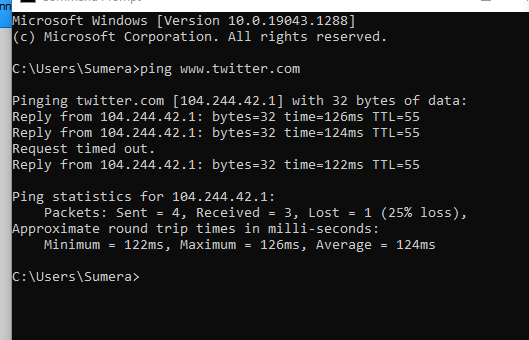 Microsoft Windows [Version 10.0.19043.1288]
(c) Microsoft Corporation. All rights reserved.
C:\Users\Sumera>ping www.twitter.com
Pinging twitter.com [104.244.42.1] with 32 bytes of data:
Reply from 104.244.42.1: bytes=32 time=126ms TTL=55
Reply from 104.244.42.1: bytes=32 time=124ms TTL=55
Request timed out.
Reply from 104.244.42.1: bytes=32 time=122ms TTL=55
Ping statistics for 104.244.42.1:
    Packets: Sent = 4, Received = 3, Lost = 1 (25% loss),
Approximate round trip times in milli-seconds:
    Minimum = 122ms, Maximum = 126ms, Average = 124ms
C:\Users\Sumera>